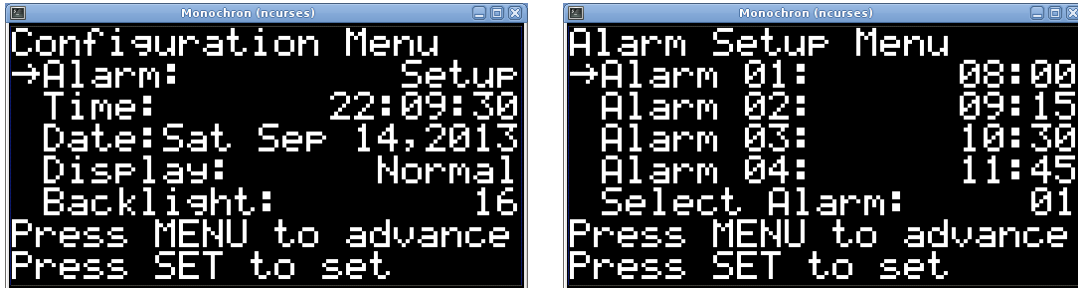 Monochron (ncurses)
Configuration Menu
→Alarm: Setup
Time: 22:09:30
Date:Sat Sep 14,2013
Display: Normal
Backlight: 16
Press MENU to advance
Press SET to set
Monochron (ncurses)
Alarm Setup Menu
→Alarm 01: 08:00
Alarm 02: 09:15
Alarm 03: 10:30
Alarm 04: 11:45
Select Alarm: 01
Press MENU to advance
Press SET to set